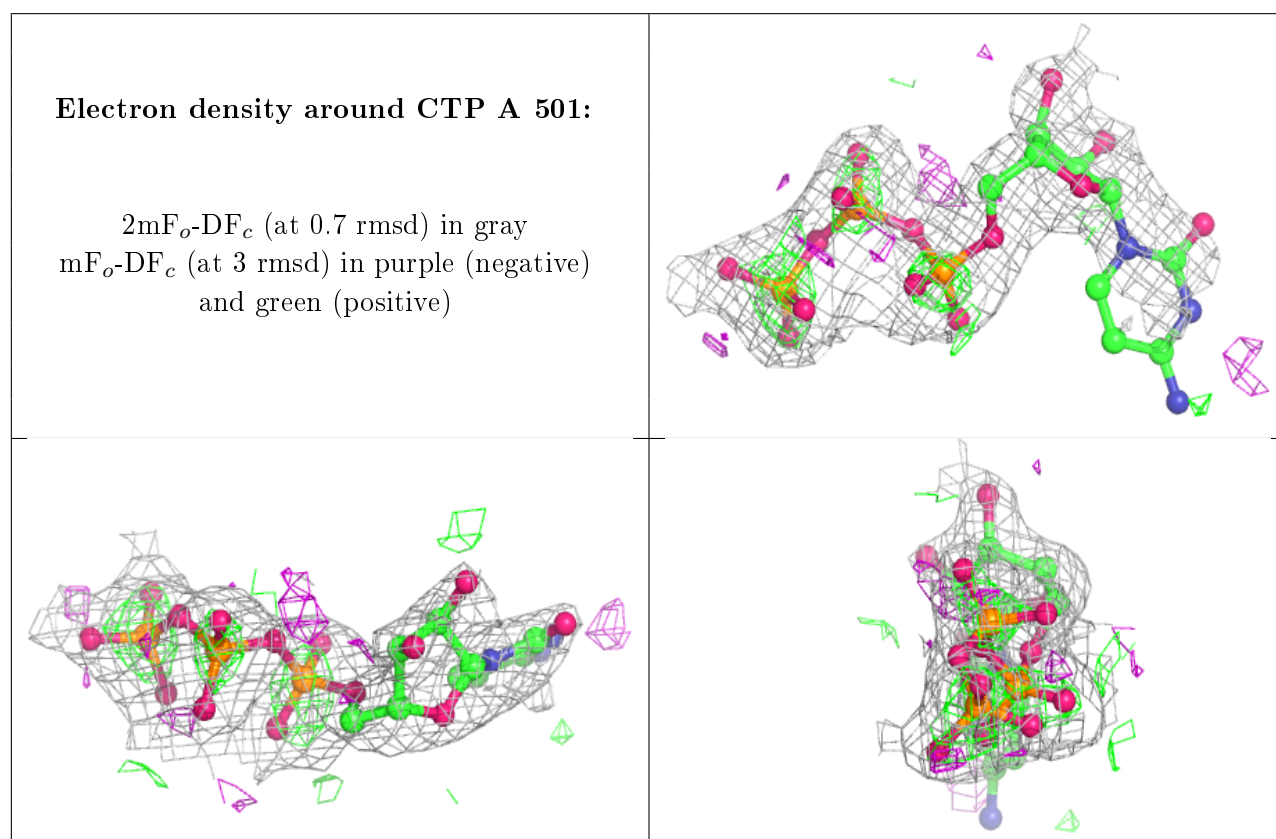 Electron density around CTP A 501:
2mFo-DFc (at 0.7 rmsd) in gray
mFo-DFc (at 3 rmsd) in purple (negative)
and green (positive)